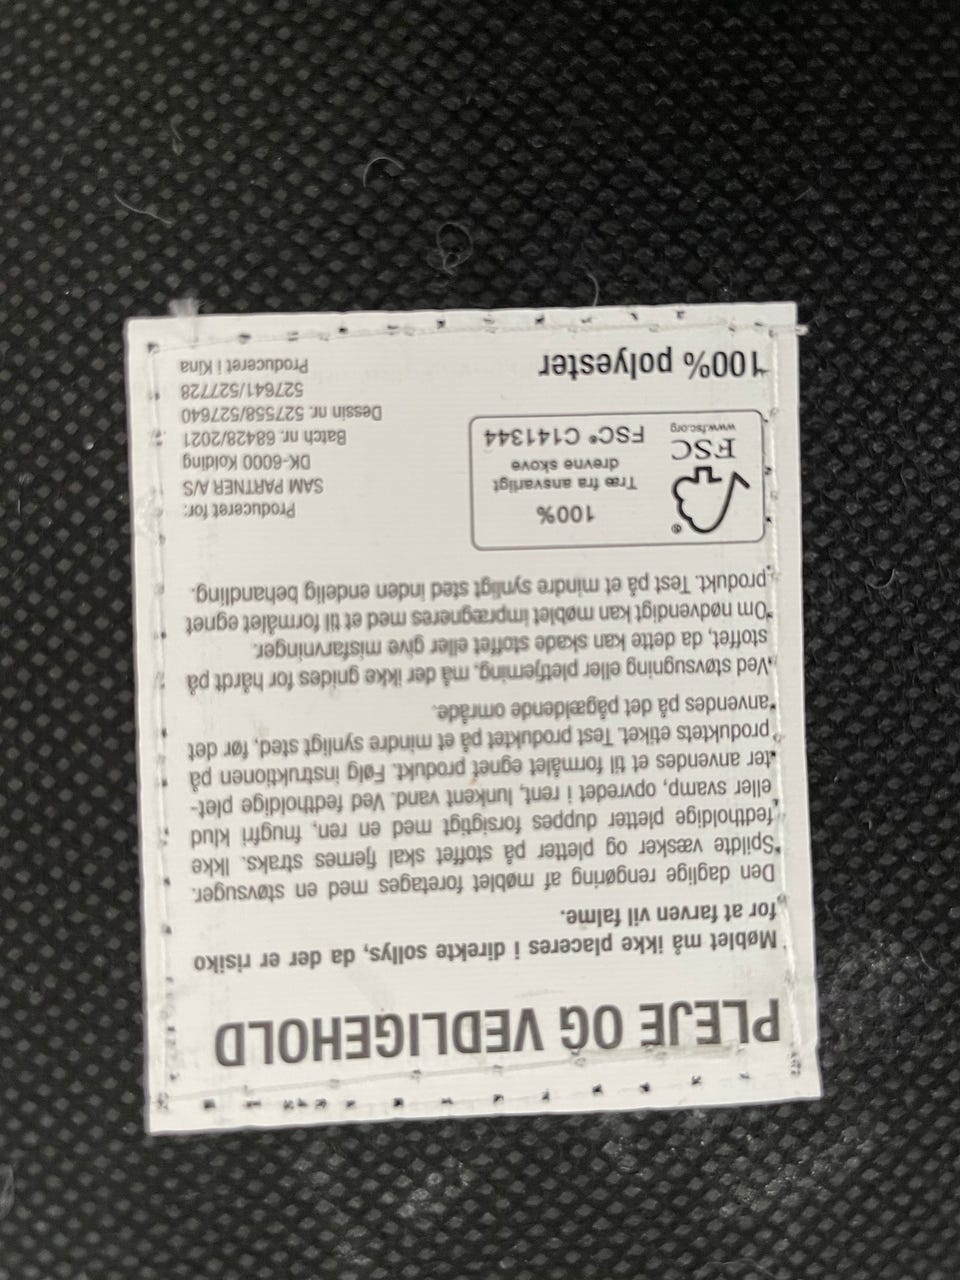 PLEJE OG VEDLIGEHOLD
Møblet må ikke placeres i direkte sollys, da der er risiko
for at farven vil falme.
Den daglige rengøring af møblet foretages med en støvsuger.
Spildte væsker og pletter på stoffet skal fjernes straks. Ikke
fedtholdige pletter duppes forsigtigt med en ren, fnugfri klud
eller svamp, opvredet i rent, lunkent vand. Ved fedtholdige plet-
ter anvendes et til formålet egnet produkt. Følg instruktionen på
produktets etiket. Test produktet på et mindre synligt sted, før det
anvendes på det pågældende område.
Ved støvsugning eller pletfjerning, må der ikke gnides for hårdt på
stoffet, da dette kan skade stoffet eller give misfarvninger.
Om nødvendigt kan møblet imprægneres med et til formålet egnet
produkt. Test på et mindre synligt sted inden endelig behandling.
®
FSC
www.fsc.org
100%
Træ fra ansvarligt
drevne skove
FSC® C141344
100% polyester
Produceret for:
SAM PARTNER A/S
DK-6000 Kolding
Batch nr. 68428/2021
Dessin nr. 527558/527640
527641/527728
Produceret i Kina